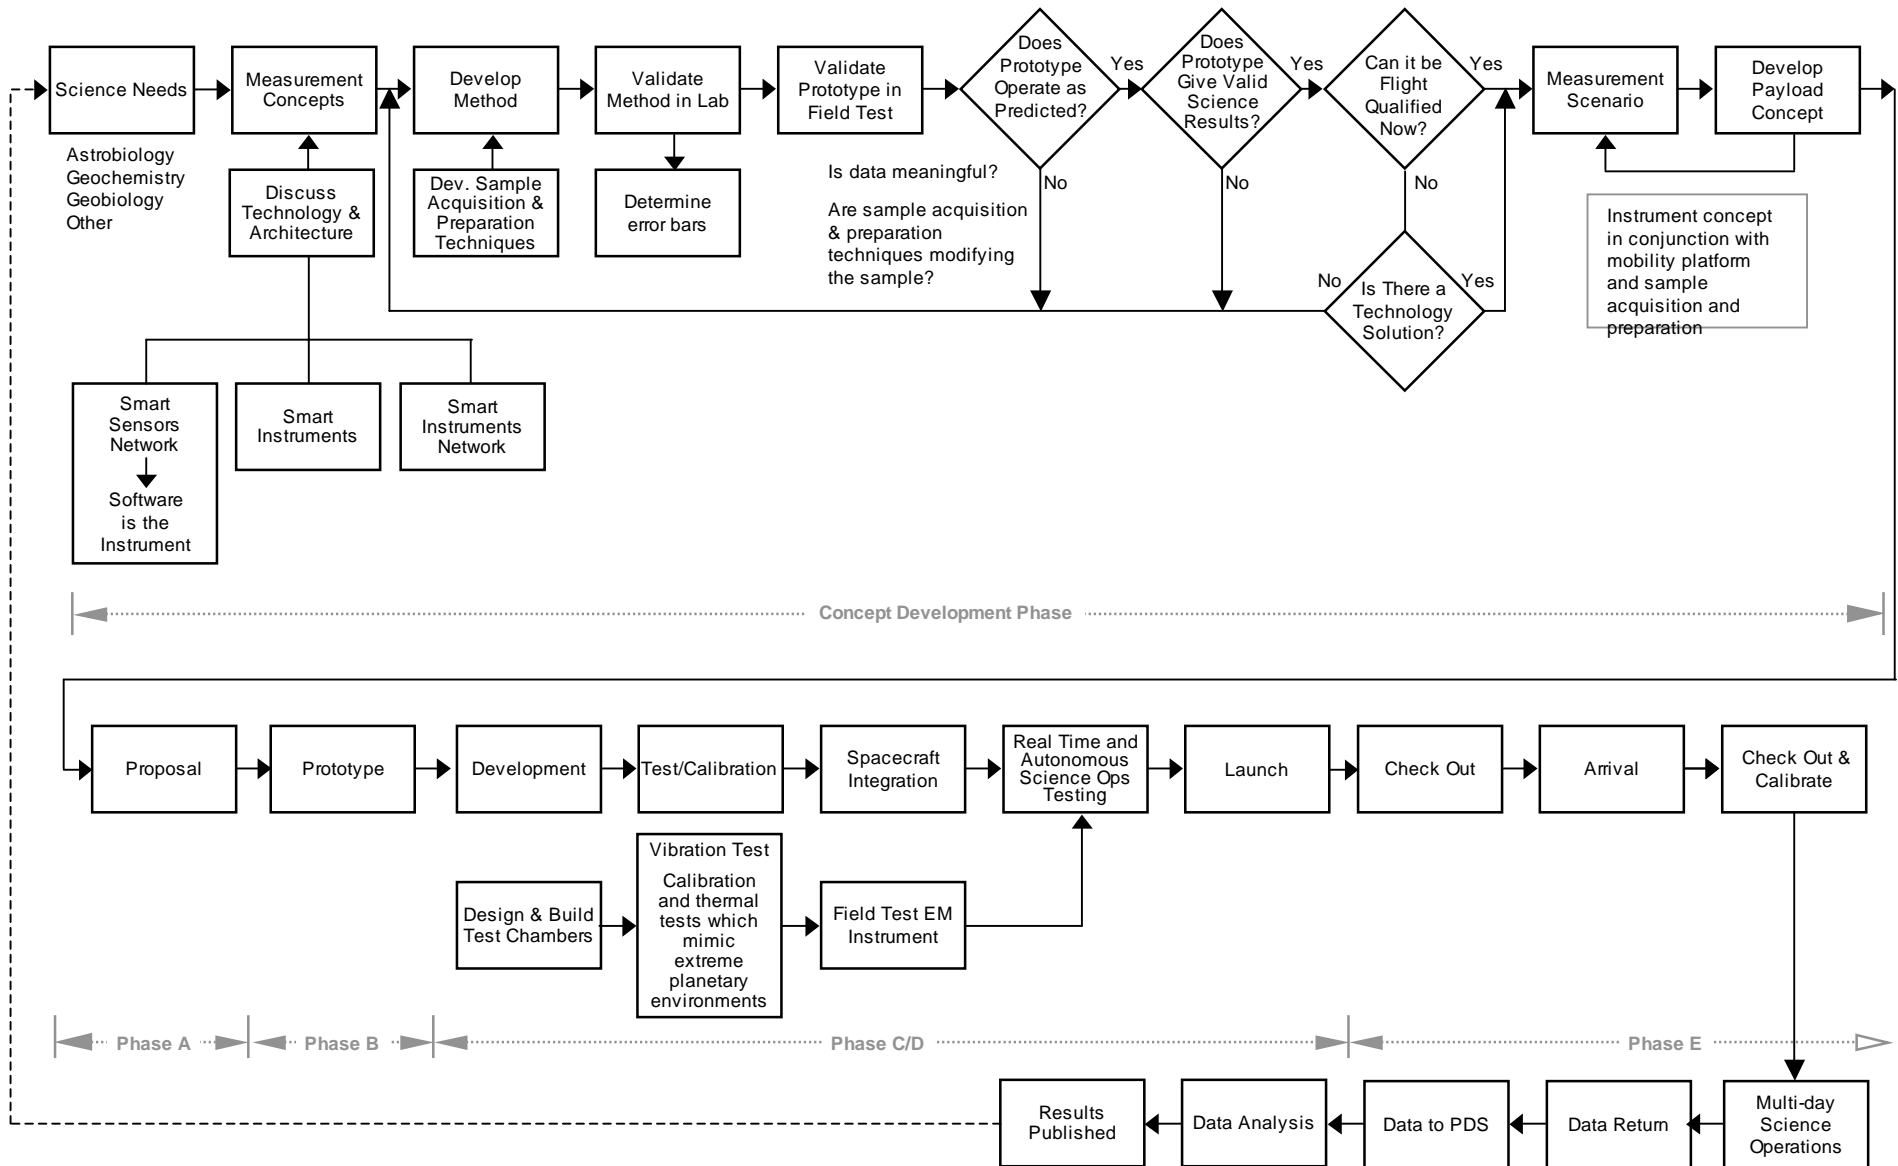 Science Needs
Astrobiology
Geochemistry
Geobiology
Other
Measurement
Concepts
Discuss
Technology &
Architecture
Smart
Sensors
Network
Software
is the
Instrument
Smart
Instruments
Smart
Instruments
Network
Develop
Method
Dev. Sample
Acquisition &
Preparation
Techniques
Validate
Method in Lab
Determine
error bars
Validate
Prototype in
Field Test
Does
Prototype
Operate as
Predicted?
Yes
No
Is data meaningful?
Are sample acquisition
& preparation
techniques modifying
the sample?
Does
Prototype
Give Valid
Science
Results?
Yes
No
Can it be
Flight
Qualified
Now?
Yes
No
No
Is There a
Technology
Solution?
Yes
Measurement
Scenario
Develop
Payload
Concept
Instrument concept
in conjunction with
mobility platform
and sample
acquisition and
preparation
Concept Development Phase
Proposal
Prototype
Development
Test/Calibration
Spacecraft
Integration
Real Time and
Autonomous
Science Ops
Testing
Launch
Check Out
Arrival
Check Out &
Calibrate
Design & Build
Test Chambers
Vibration Test
Calibration
and thermal
tests which
mimic
extreme
planetary
environments
Field Test EM
Instrument
Phase A
Phase B
Phase C/D
Phase E
Results
Published
Data Analysis
Data to PDS
Data Return
Multi-day
Science
Operations